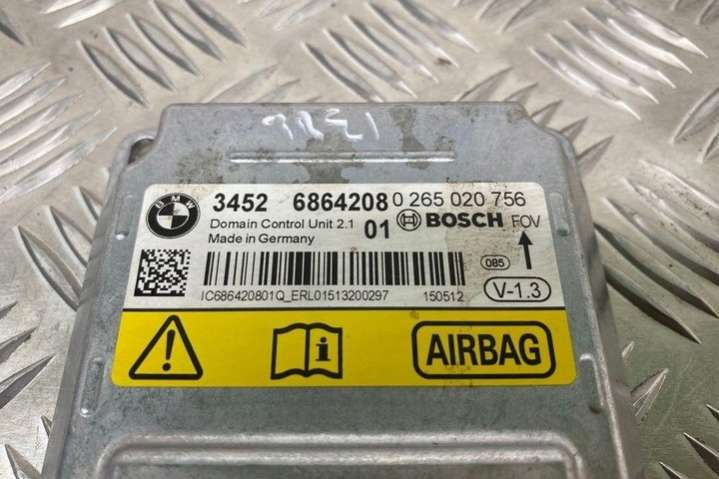 BMW 3452 6864208 0 265 020 756
Domain Control Unit 2.1 01 BOSCH FOV
Made in Germany
085
V-1.3
IC686420801Q_ERL01513200297 150512
AIRBAG